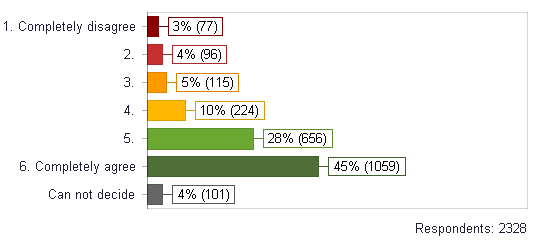 1. Completely disagree 3% (77)
2. 4% (96)
3. 5% (115)
4. 10% (224)
5. 28% (656)
6. Completely agree 45% (1059)
Can not decide 4% (101)
Respondents: 2328